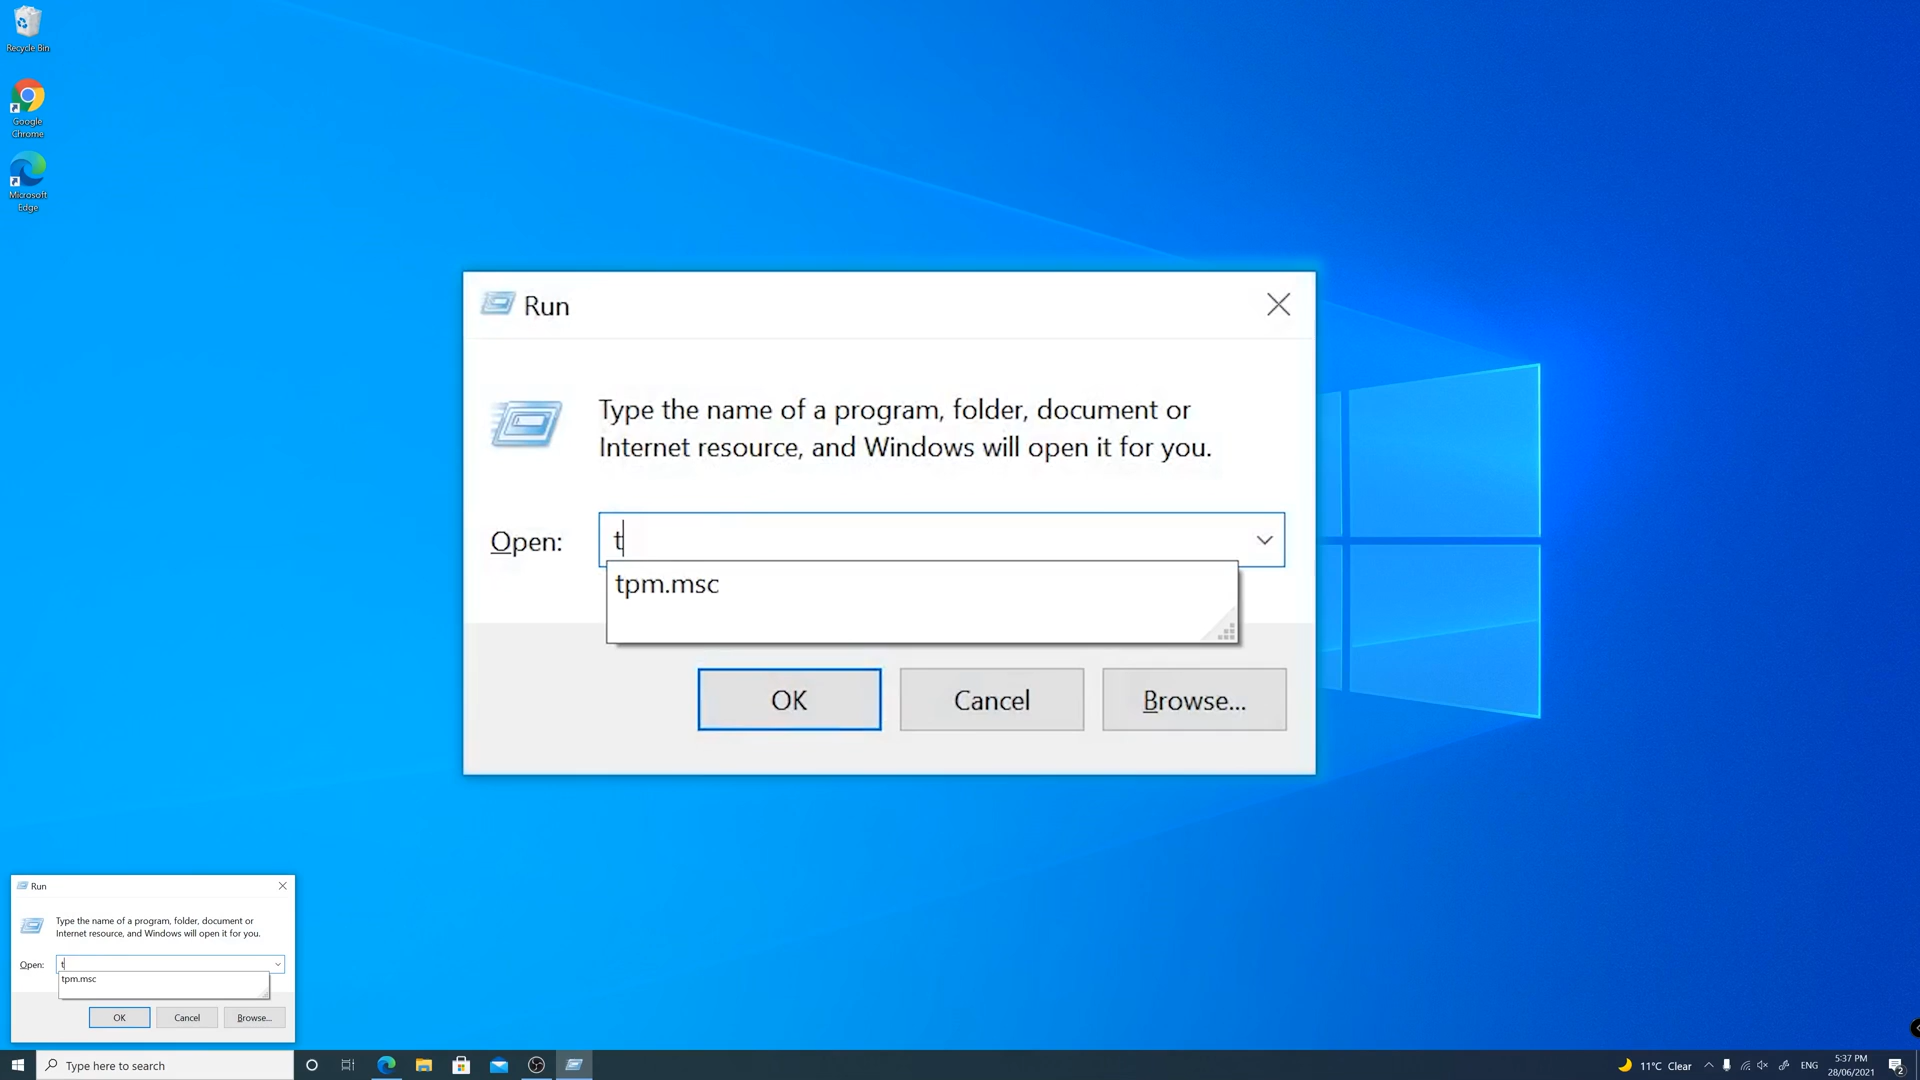 Recycle Bin
Google
Chrome
Microsoft
Edge
Run
Type the name of a program, folder, document or
Internet resource, and Windows will open it for you.
Open:
t
tpm.msc
OK
Cancel
Browse...
Run
Type the name of a program, folder, document or
Internet resource, and Windows will open it for you.
Open:
t
tpm.msc
OK
Cancel
Browse...
Type here to search
11°C Clear
ENG
5:37 PM
28/06/2021
2